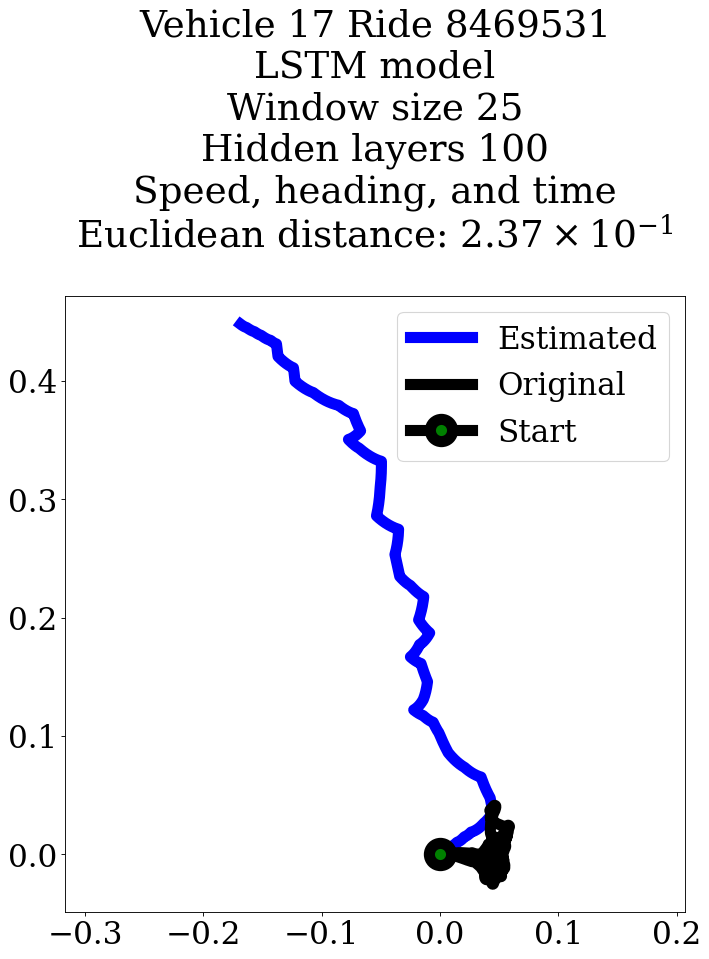 Vehicle 17 Ride 8469531
LSTM model
Window size 25
Hidden layers 100
Speed, heading, and time
Euclidean distance: 2.37 × 10⁻¹
Estimated
Original
Start
0.4
0.3
0.2
0.1
0.0
−0.3 −0.2 −0.1 0.0 0.1 0.2